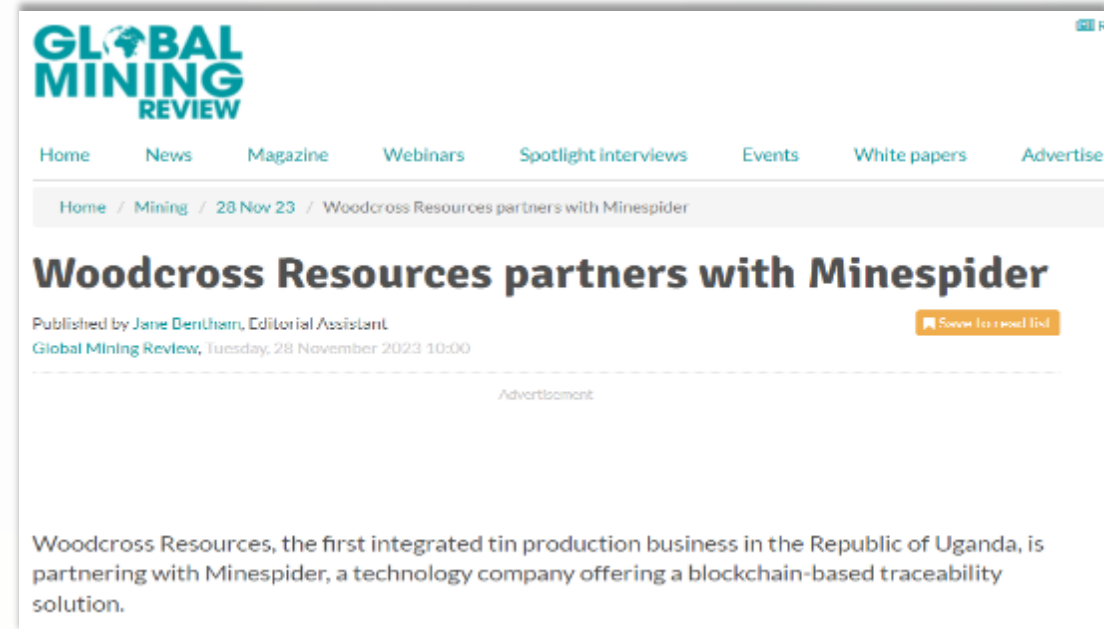 GLOBAL
MINING
REVIEW
Home News Magazine Webinars Spotlight interviews Events White papers Advertise
Home / Mining / 28 Nov 23 / Woodcross Resources partners with Minespider
Woodcross Resources partners with Minespider
Published by Jane Bentham, Editorial Assistant
Save to read list
Global Mining Review, Tuesday, 28 November 2023 10:00
Advertisement
Woodcross Resources, the first integrated tin production business in the Republic of Uganda, is
partnering with Minespider, a technology company offering a blockchain-based traceability
solution.